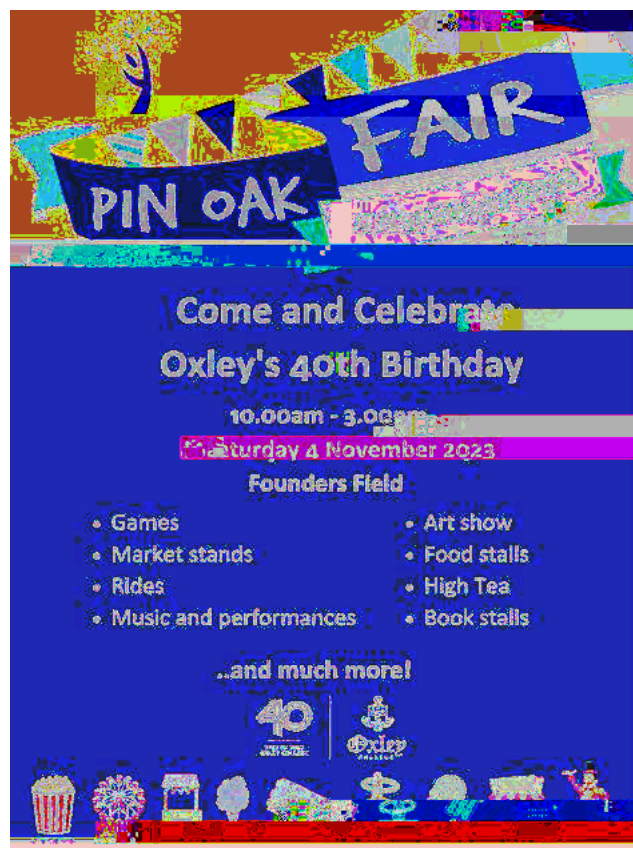 PIN OAK FAIR
Come and Celebrate
Oxley's 40th Birthday
10.00am - 3.00pm
Saturday 4 November 2023
Founders Field
• Games
• Market stands
• Rides
• Music and performances
• Art show
• Food stalls
• High Tea
• Book stalls
..and much more!
40
Oxley
COLLEGE